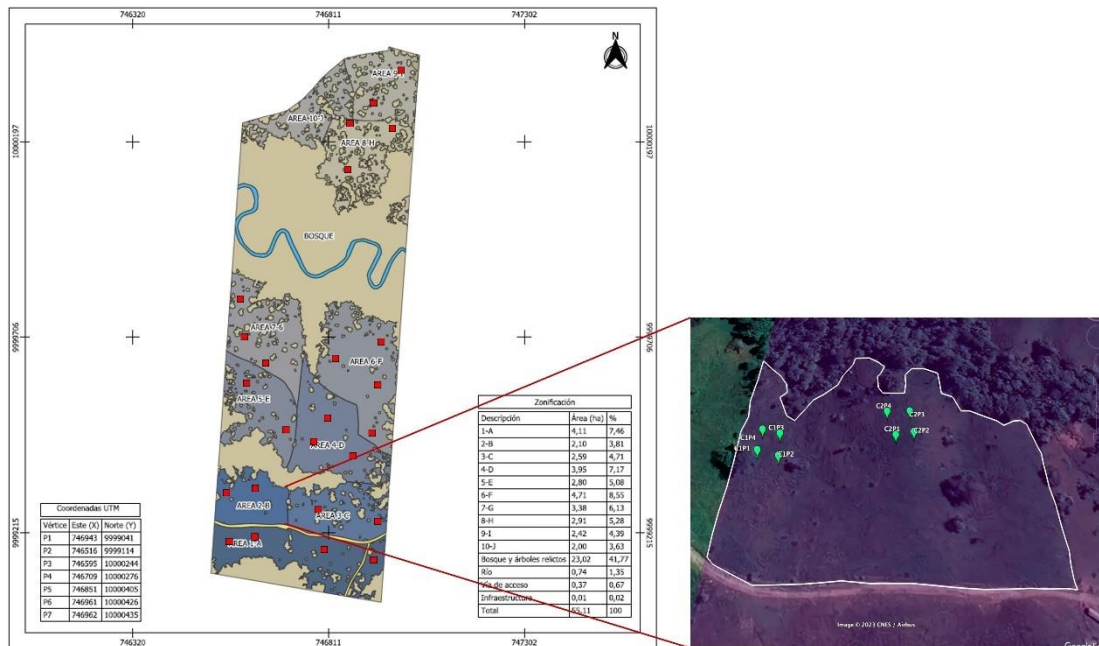 746320 746811 747302
N
AREA 9-I
AREA 10-J
10000197 10000197
AREA 8-H
BOSQUE
9999706 9999706
AREA 7-6
AREA 6-F
AREA 5-E
AREA 4-D
AREA 2-B
AREA 3-C
9999215 9999215
AREA 1-A
746320 746811 747302
Coordenadas UTM
Vértice Este (X) Norte (Y)
P1 746943 9999041
P2 746516 9999114
P3 746595 10000244
P4 746709 10000276
P5 746851 10000405
P6 746961 10000426
P7 746962 10000435
Zonificación
Descripción Área (ha) %
1-A 4,11 7,46
2-B 2,10 3,81
3-C 2,59 4,71
4-D 3,95 7,17
5-E 2,80 5,08
6-F 4,71 8,55
7-G 3,38 6,13
8-H 2,91 5,28
9-I 2,42 4,39
10-J 2,00 3,63
Bosque y árboles relictos 23,02 41,77
Río 0,74 1,35
Vía de acceso 0,37 0,67
Infraestructura 0,01 0,02
Total 55,11 100
C2P4 C2P3
C1P4 C1P3 C2P1 C2P2
C1P1 C1P2
Image © 2023 CNES / Airbus